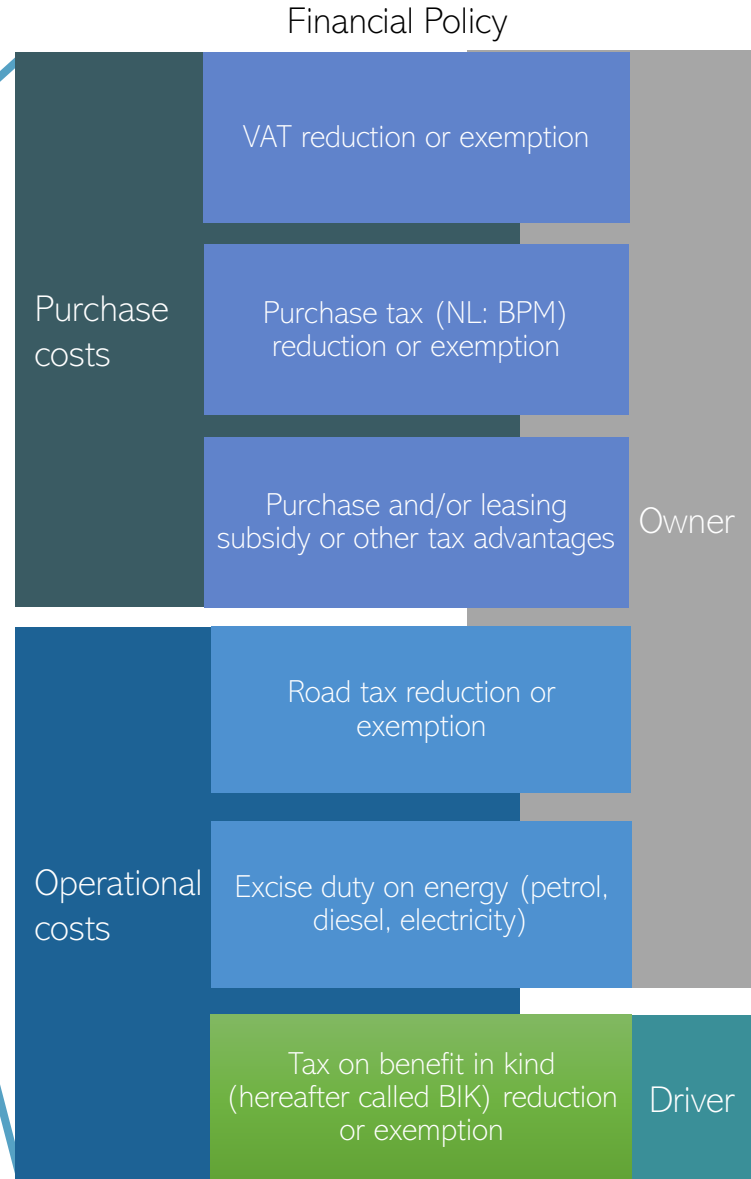 Financial Policy
VAT reduction or exemption
Purchase
costs
Purchase tax (NL: BPM)
reduction or exemption
Purchase and/or leasing
subsidy or other tax advantages
Owner
Road tax reduction or
exemption
Operational
costs
Excise duty on energy (petrol,
diesel, electricity)
Tax on benefit in kind
(hereafter called BIK) reduction
or exemption
Driver